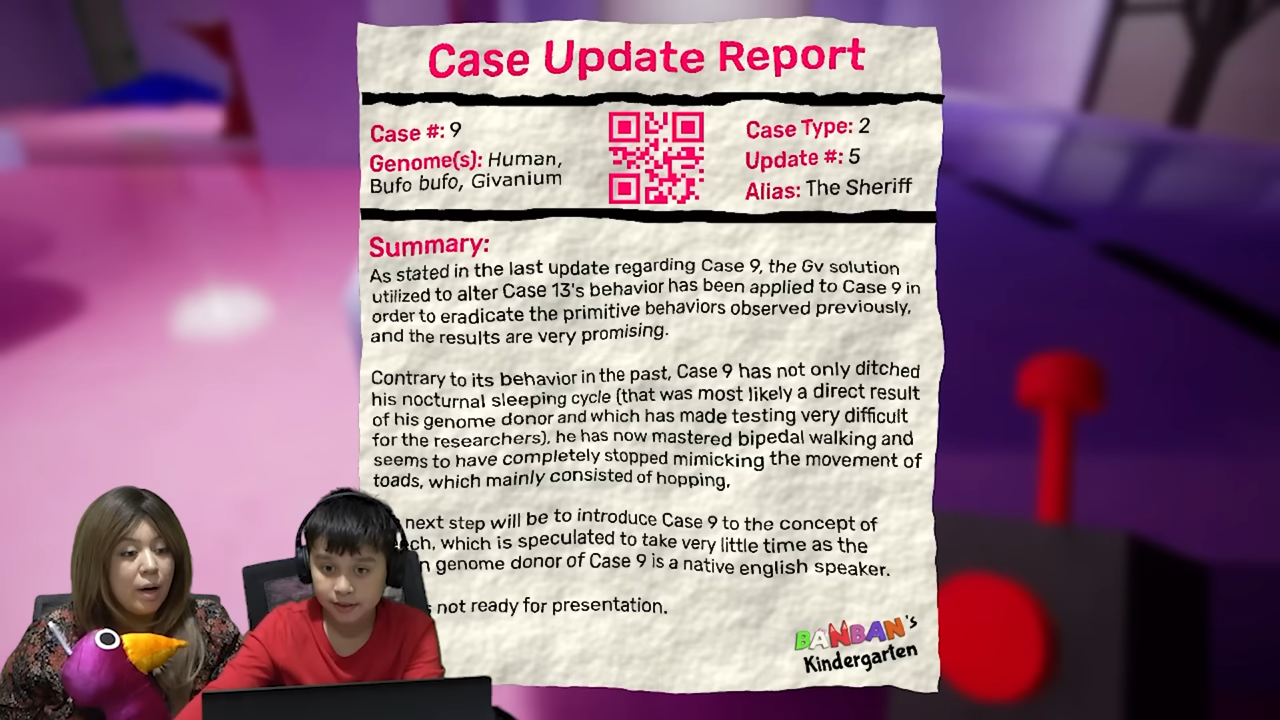 Case Update Report
Case #: 9
Genome(s): Human,
Bufo bufo, Givanium
Case Type: 2
Update #: 5
Alias: The Sheriff
Summary:
As stated in the last update regarding Case 9, the Gv solution
utilized to alter Case 13's behavior has been applied to Case 9 in
order to eradicate the primitive behaviors observed previously,
and the results are very promising.
Contrary to its behavior in the past, Case 9 has not only ditched
his nocturnal sleeping cycle (that was most likely a direct result
of his genome donor and which has made testing very difficult
for the researchers), he has now mastered bipedal walking and
seems to have completely stopped mimicking the movement of
toads, which mainly consisted of hopping,
next step will be to introduce Case 9 to the concept of
which is speculated to take very little time as the
genome donor of Case 9 is a native english speaker.
not ready for presentation.
BANBAN's
Kindergarten